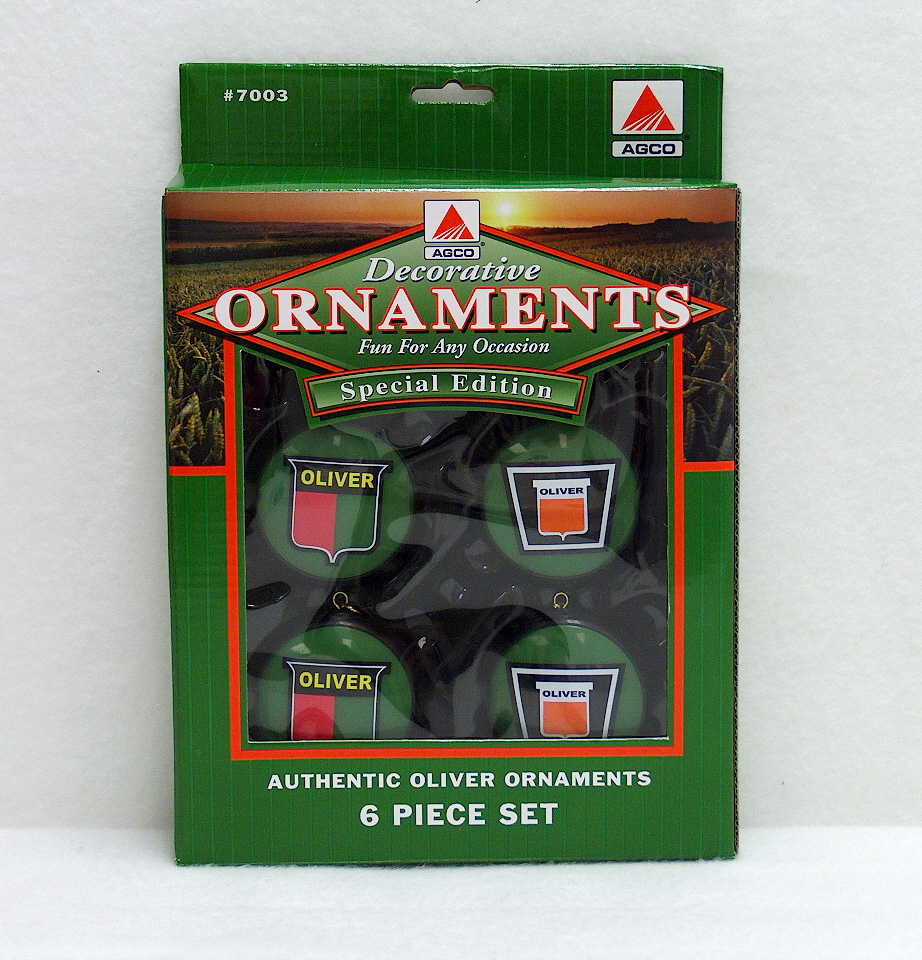 #7003
AGCO
AGCO
Decorative
ORNAMENTS
Fun For Any Occasion
Special Edition
OLIVER
OLIVER
OLIVER
OLIVER
AUTHENTIC OLIVER ORNAMENTS
6 PIECE SET